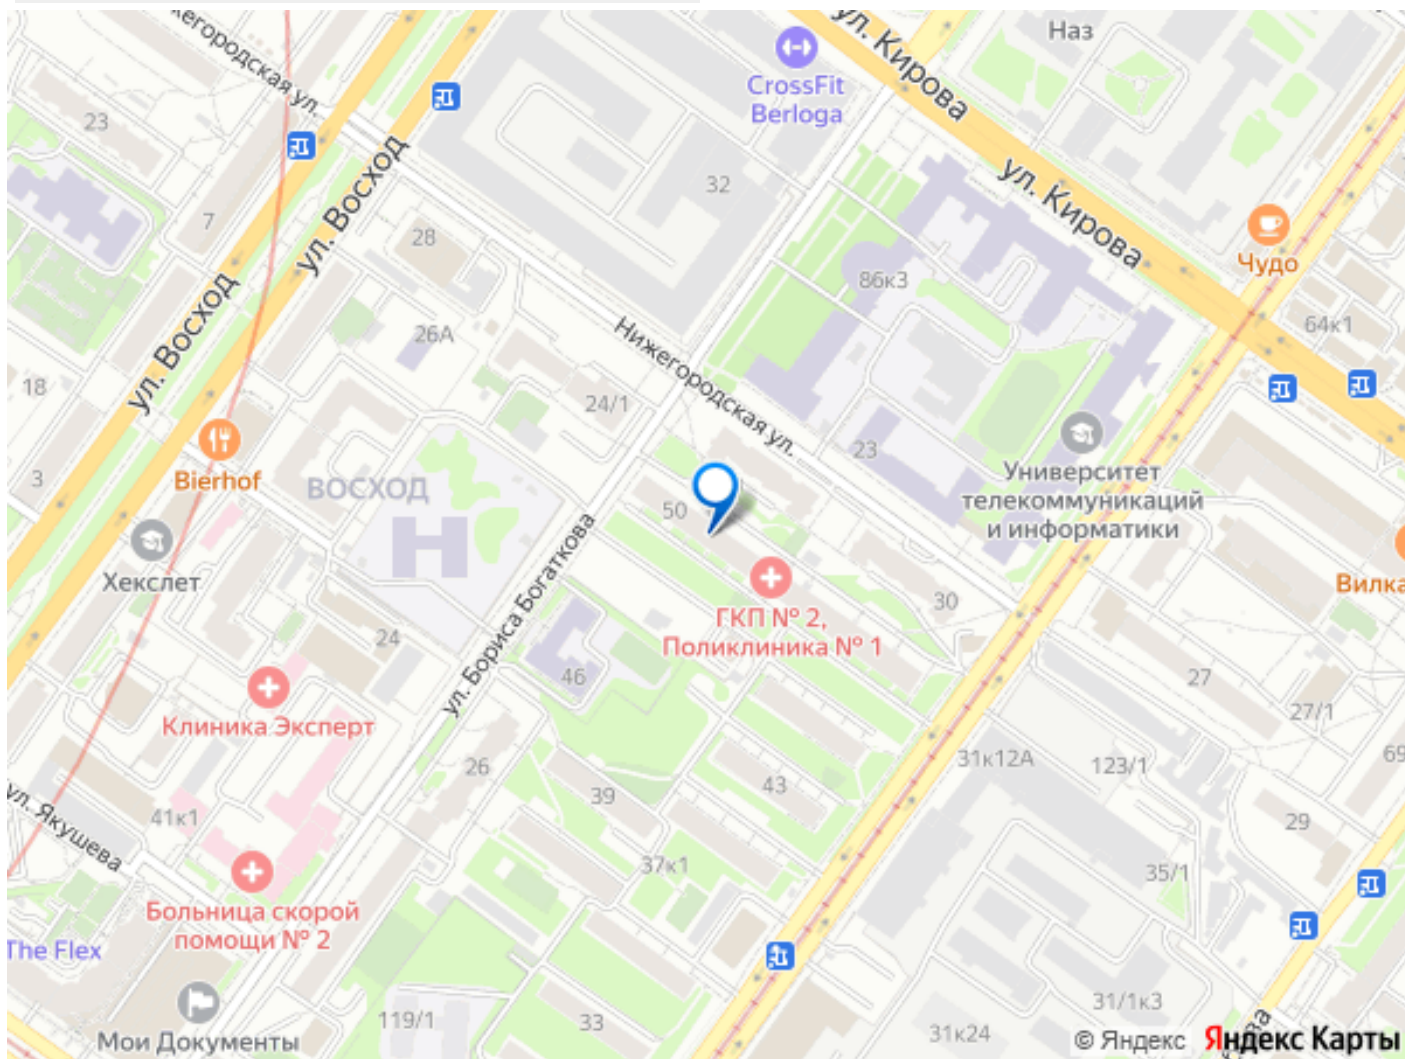 Нижегородская ул.
ул. Кирова
Наз
CrossFit
Berloga
23
ул. Восход
32
ул. Кирова
7
28
86к3
Чудо
ул. Восход
26А
Нижегородская ул.
64к1
18
24/1
23
Bierhof
3
ВОСХОД
50
Университет
телекоммуникаций
и информатики
Хекслет
ул. Бориса Богаткова
Вилка
ГКП № 2,
Поликлиника № 1
30
24
46
27
Клиника Эксперт
27/1
26
39
43
31к12А
123/1
69
ул. Якушева
41к1
37к1
29
35/1
Больница скорой
помощи № 2
The Flex
Мои Документы
119/1
33
31к24
31/1к3
© Яндекс
Яндекс Карты